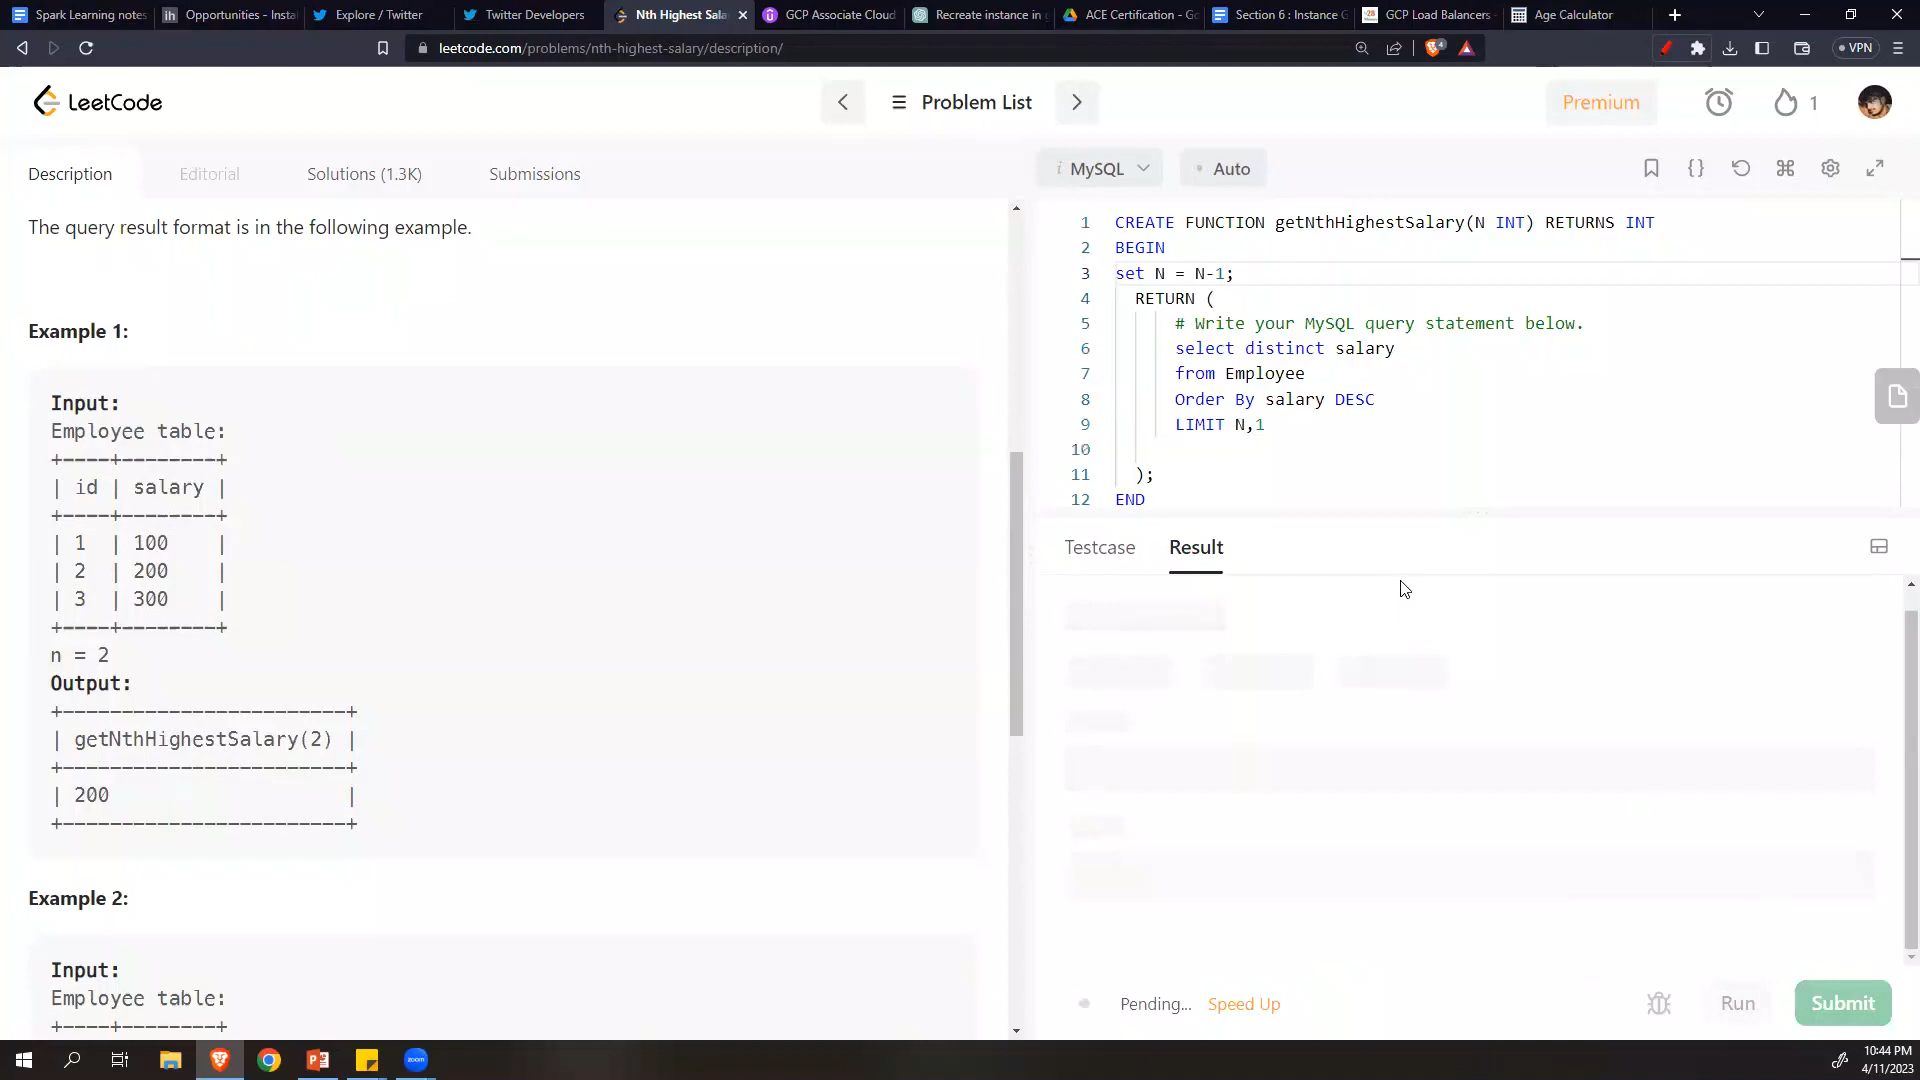 Spark Learning notes
Opportunities - Insta
Explore / Twitter
Twitter Developers
Nth Highest Sala
GCP Associate Cloud
Recreate instance in
ACE Certification - Go
Section 6 : Instance G
GCP Load Balancers -
Age Calculator
leetcode.com/problems/nth-highest-salary/description/
4
VPN
LeetCode
Problem List
Premium
1
Description
Editorial
Solutions (1.3K)
Submissions
The query result format is in the following example.
Example 1:
Input:
Employee table:
+----+--------+
| id | salary |
+----+--------+
| 1  | 100    |
| 2  | 200    |
| 3  | 300    |
+----+--------+
n = 2
Output:
+------------------------+
| getNthHighestSalary(2) |
+------------------------+
| 200                    |
+------------------------+
Example 2:
Input:
Employee table:
+----+--------+
i MySQL
Auto
1 CREATE FUNCTION getNthHighestSalary(N INT) RETURNS INT
2 BEGIN
3 set N = N-1;
4 RETURN (
5 # Write your MySQL query statement below.
6 select distinct salary
7 from Employee
8 Order By salary DESC
9 LIMIT N,1
10
11 );
12 END
Testcase
Result
Pending...
Speed Up
Run
Submit
zoom
10:44 PM
4/11/2023